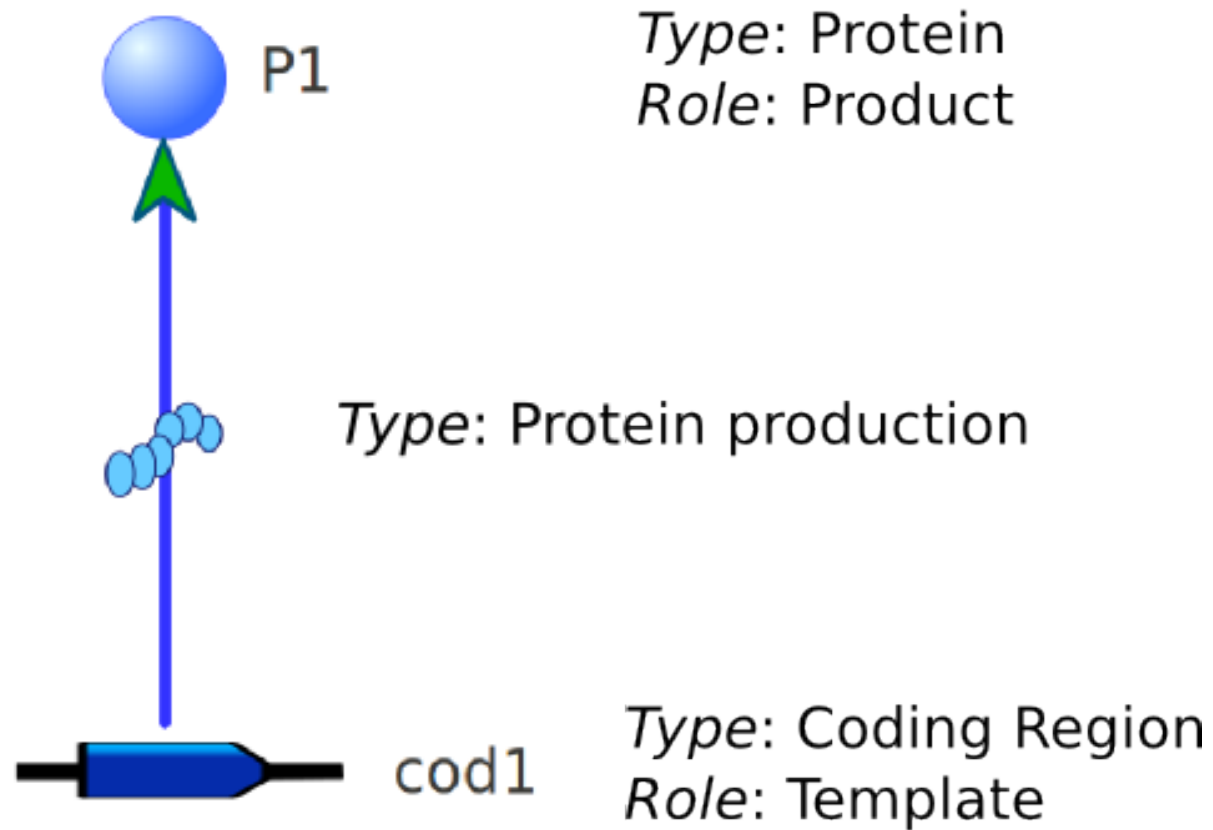 P1
Type: Protein
Role: Product
Type: Protein production
cod1
Type: Coding Region
Role: Template